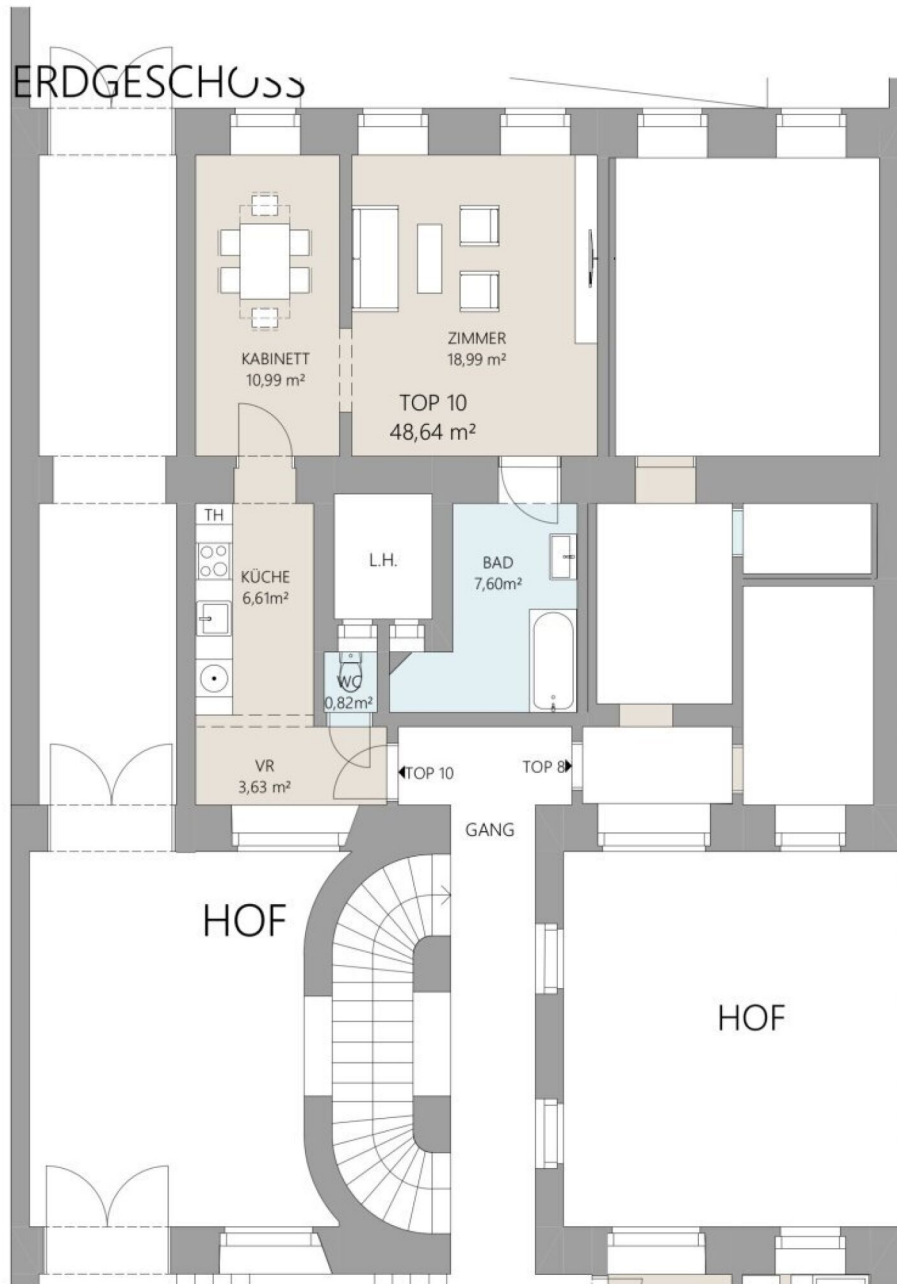 ERDGESCHOSS
KABINETT
10,99 m²
ZIMMER
18,99 m²
TOP 10
48,64 m²
TH
KÜCHE
6,61m²
L.H.
BAD
7,60m²
WC
0,82m²
VR
3,63 m²
TOP 10
TOP 8
GANG
HOF
HOF